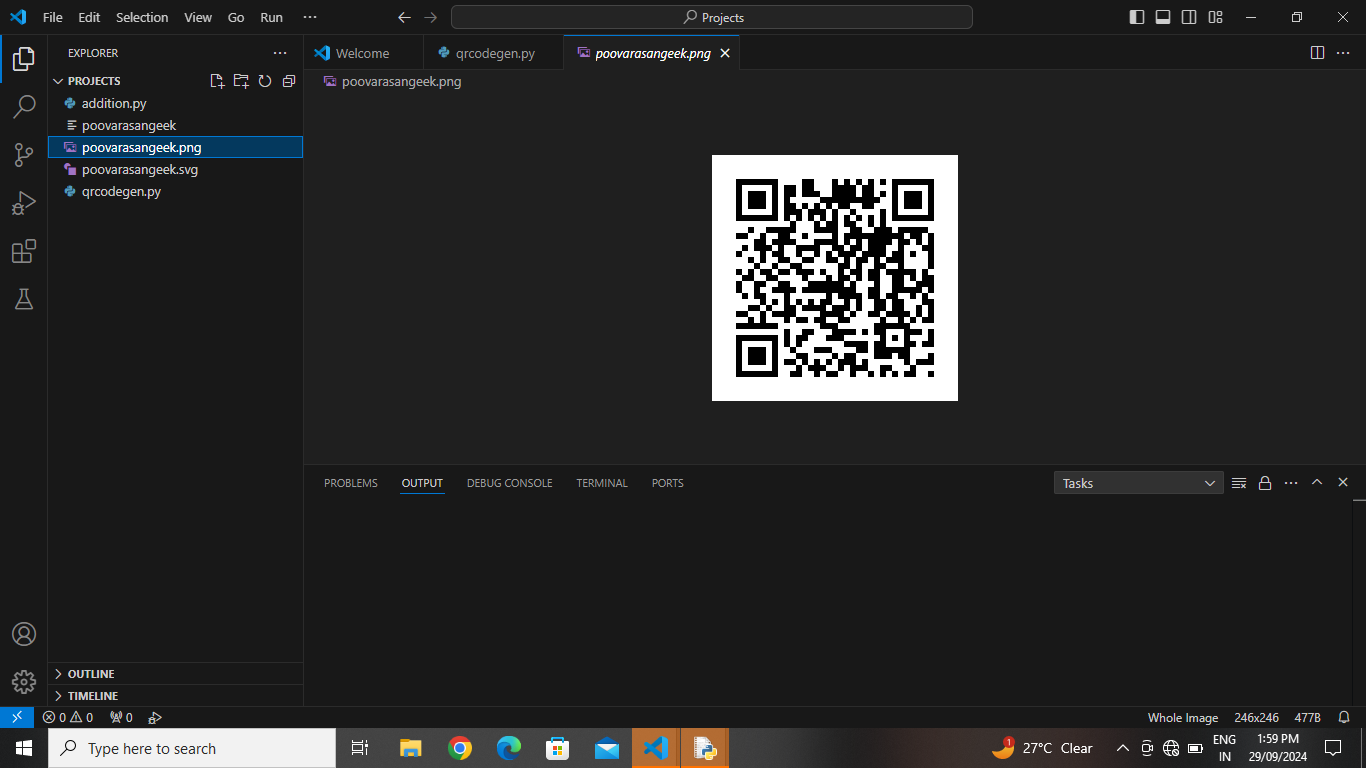 File Edit Selection View Go Run ··· Projects
EXPLORER ···
Welcome qrcodegen.py poovarasangeek.png
PROJECTS
poovarasangeek.png
addition.py
poovarasangeek
poovarasangeek.png
poovarasangeek.svg
qrcodegen.py
PROBLEMS OUTPUT DEBUG CONSOLE TERMINAL PORTS Tasks
OUTLINE
TIMELINE
0 0 0 Whole Image 246x246 477B
Type here to search 1 27°C Clear ENG IN 1:59 PM 29/09/2024